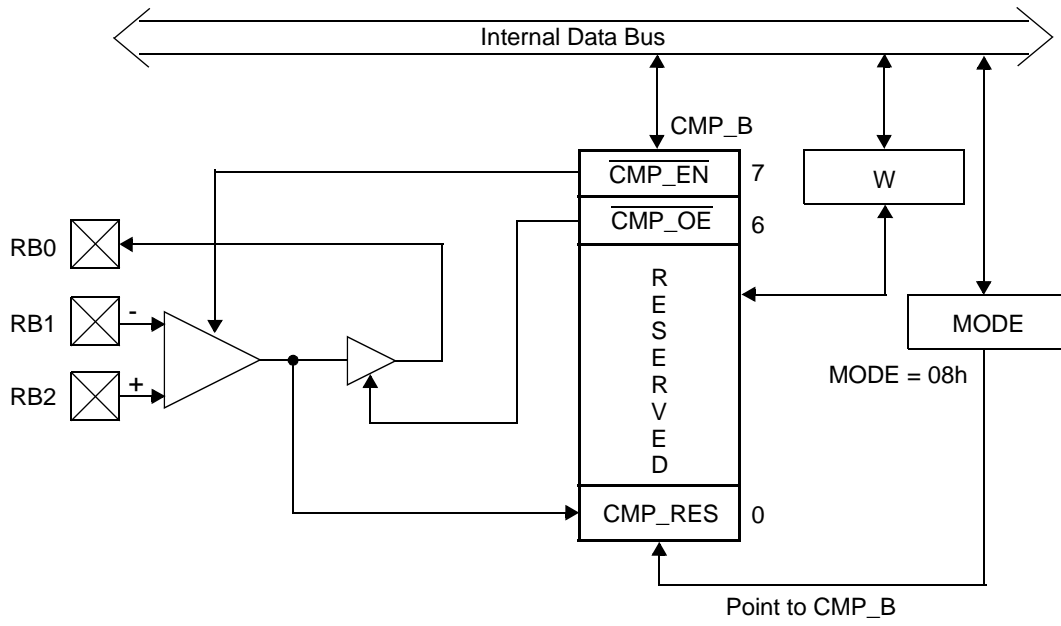 Internal Data Bus
CMP_B
CMP_EN 7
W
CMP_OE 6
RB0
RESERVED
RB1 -
MODE
MODE = 08h
RB2 +
CMP_RES 0
Point to CMP_B